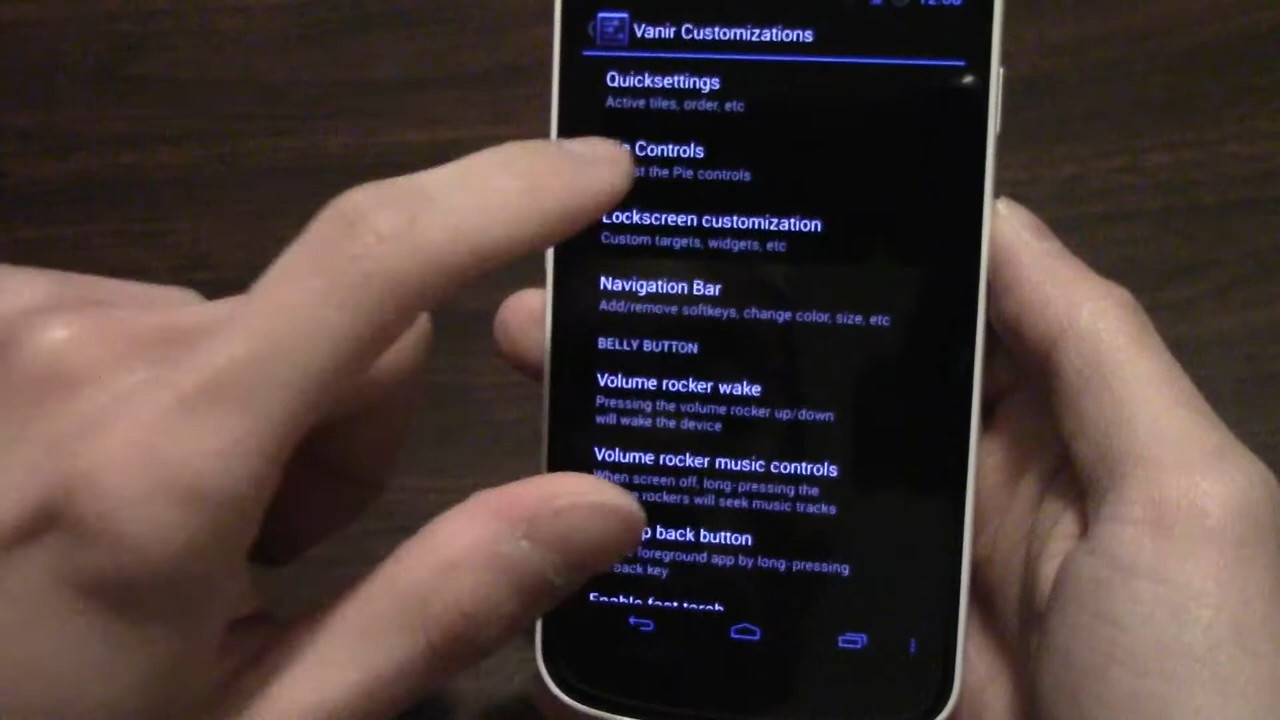 Vanir Customizations
Quicksettings
Active tiles, order, etc
Controls
the Pie controls
Lockscreen customization
Custom targets, widgets, etc
Navigation Bar
Add/remove softkeys, change color, size, etc
BELLY BUTTON
Volume rocker wake
Pressing the volume rocker up/down
will wake the device
Volume rocker music controls
When screen off, long-pressing the
rockers will seek music tracks
back button
foreground app by long-pressing
back key
Enable fast torch